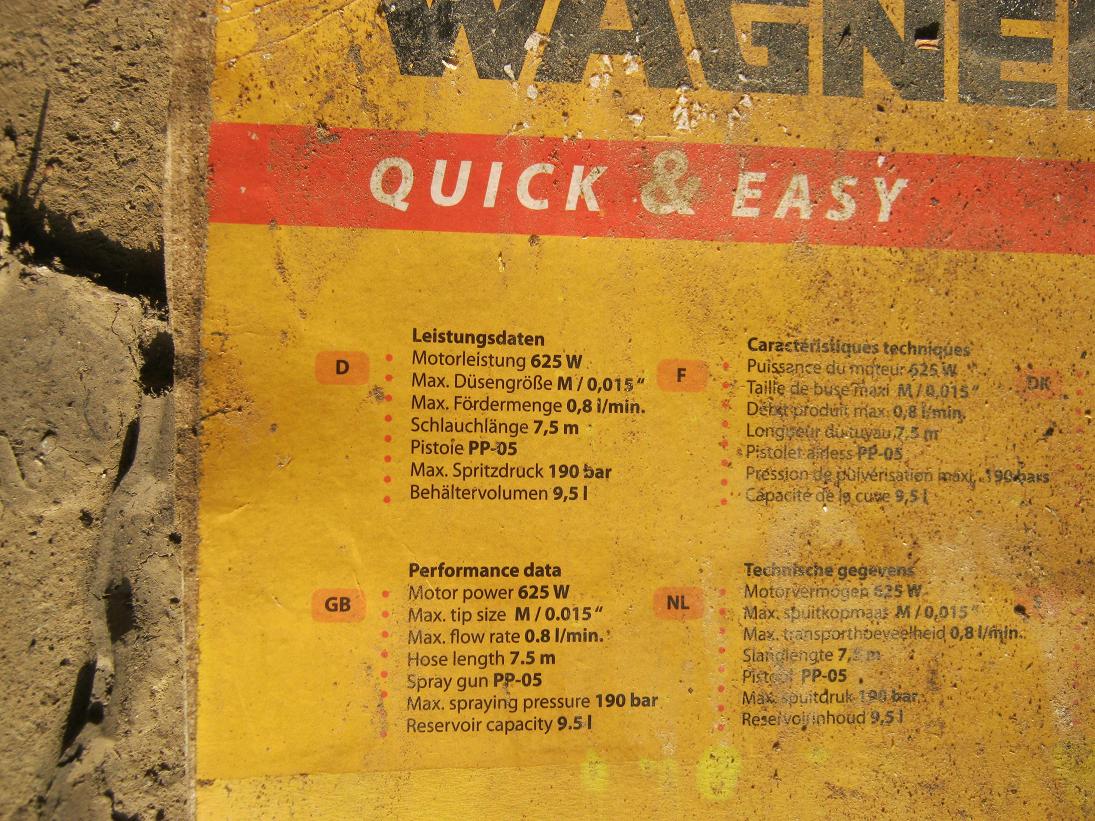 WAGNE
QUICK & EASY
D
Leistungsdaten
Motorleistung 625 W
Max. Düsengröße M / 0,015“
Max. Fördermenge 0,8 l/min.
Schlauchlänge 7,5 m
Pistole PP-05
Max. Spritzdruck 190 bar
Behältervolumen 9,5 l
F
Caractéristiques techniques
Puissance du moteur 625 W
Taille de buse maxi M / 0,015“
Débit produit max. 0,8 l/min.
Longueur du tuyau 7,5 m
Pistolet airless PP-05
Pression de pulvérisation maxi. 190 bars
Capacité de la cuve 9,5 l
DK
GB
Performance data
Motor power 625 W
Max. tip size M / 0.015“
Max. flow rate 0.8 l/min.
Hose length 7.5 m
Spray gun PP-05
Max. spraying pressure 190 bar
Reservoir capacity 9.5 l
NL
Technische gegevens
Motorvermogen 625 W
Max. spuitkopmaat M / 0,015“
Max. transporthoeveelheid 0,8 l/min.
Slanglengte 7,5 m
Pistool PP-05
Max. spuitdruk 190 bar
Reservoirinhoud 9,5 l